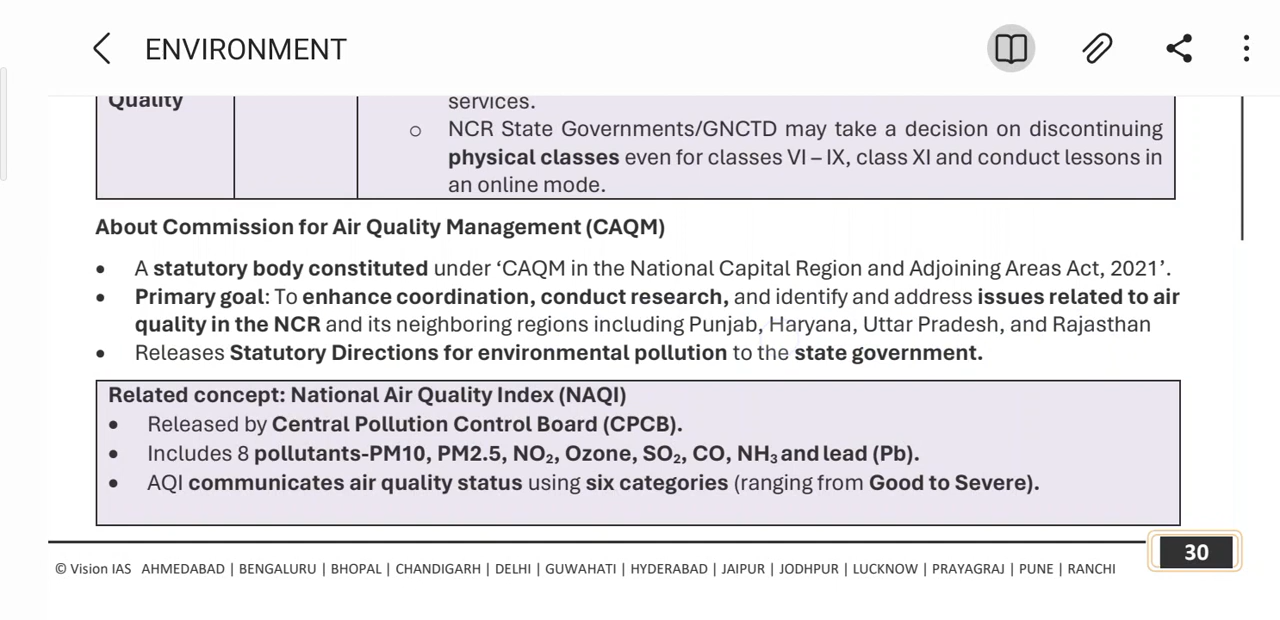 ENVIRONMENT
Quality
services.
○ NCR State Governments/GNCTD may take a decision on discontinuing
physical classes even for classes VI – IX, class XI and conduct lessons in
an online mode.
About Commission for Air Quality Management (CAQM)
• A statutory body constituted under ‘CAQM in the National Capital Region and Adjoining Areas Act, 2021’.
• Primary goal: To enhance coordination, conduct research, and identify and address issues related to air
quality in the NCR and its neighboring regions including Punjab, Haryana, Uttar Pradesh, and Rajasthan
• Releases Statutory Directions for environmental pollution to the state government.
Related concept: National Air Quality Index (NAQI)
• Released by Central Pollution Control Board (CPCB).
• Includes 8 pollutants-PM10, PM2.5, NO₂, Ozone, SO₂, CO, NH₃ and lead (Pb).
• AQI communicates air quality status using six categories (ranging from Good to Severe).
30
© Vision IAS AHMEDABAD | BENGALURU | BHOPAL | CHANDIGARH | DELHI | GUWAHATI | HYDERABAD | JAIPUR | JODHPUR | LUCKNOW | PRAYAGRAJ | PUNE | RANCHI